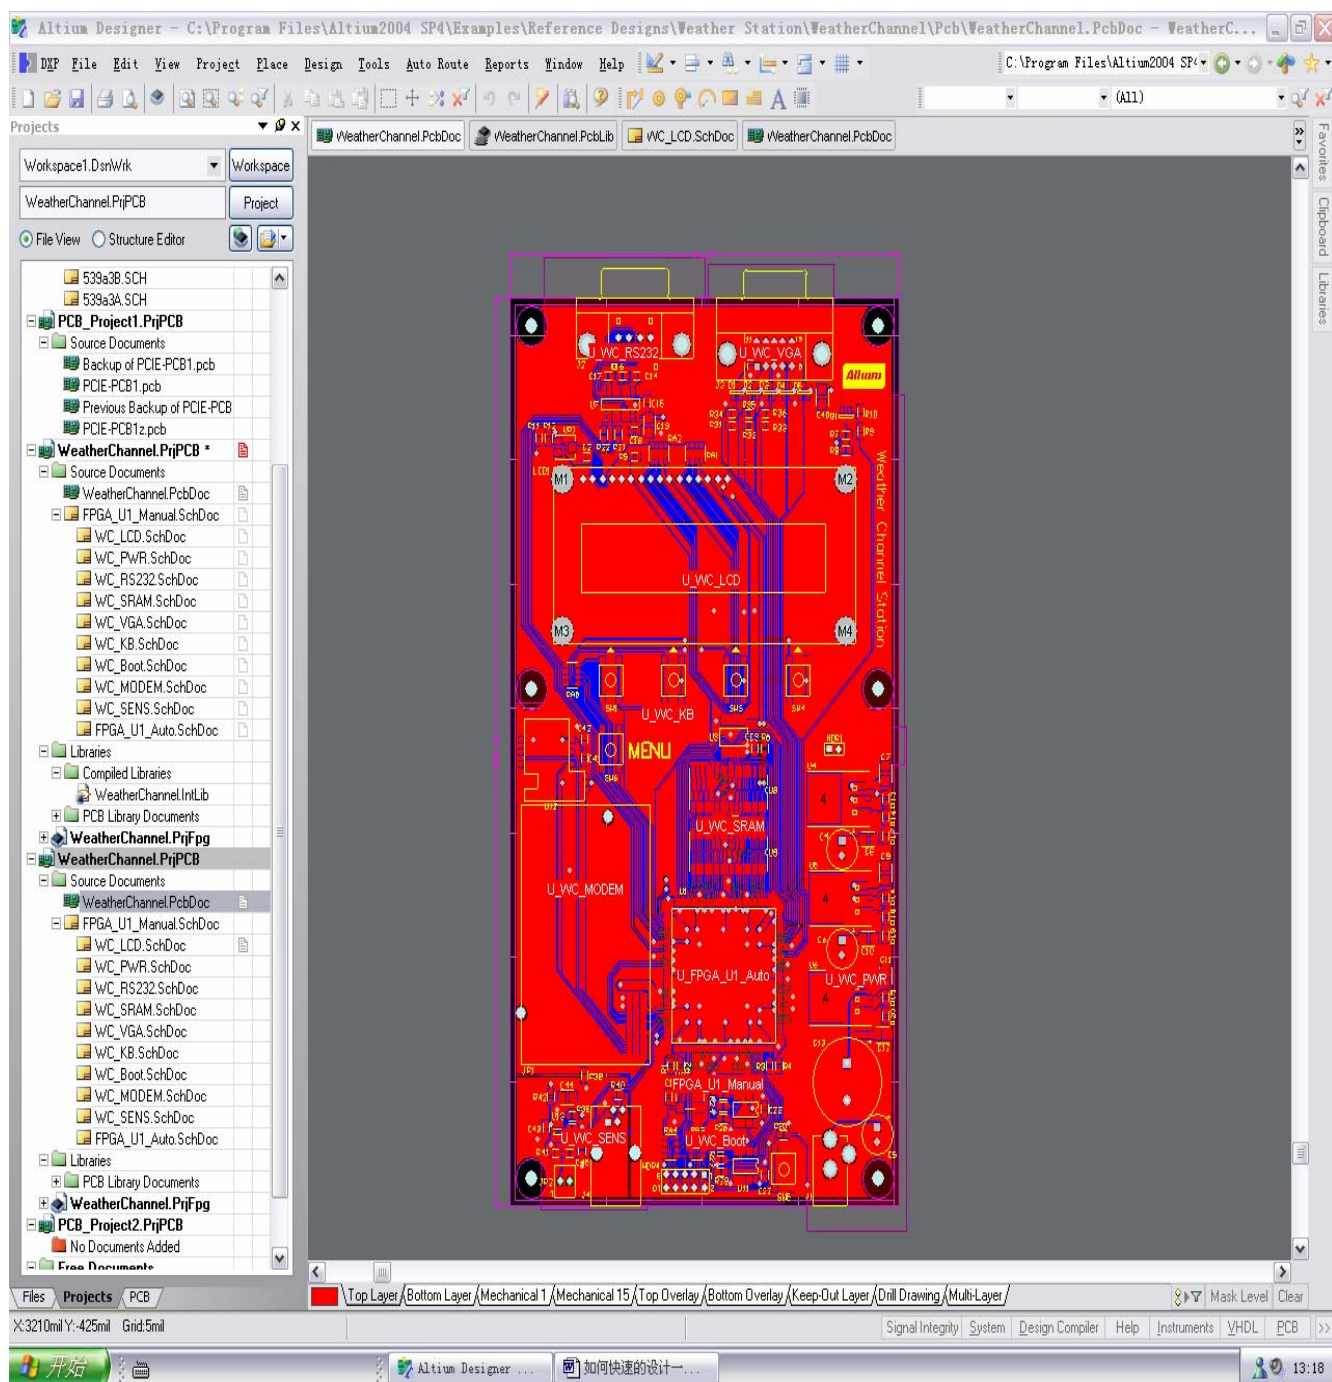 Altium Designer - C:\Program Files\Altium2004 SP4\Examples\Reference Designs\Weather Station\WeatherChannel\Pcb\WeatherChannel.PcbDoc - WeatherC...
DXP File Edit View Project Place Design Tools Auto Route Reports Window Help
C:\Program Files\Altium2004 SP4
(All)
Projects
WeatherChannel.PcbDoc WeatherChannel.PcbLib WC_LCD.SchDoc WeatherChannel.PcbDoc
Workspace1.DsnWrk Workspace
WeatherChannel.PrjPCB Project
File View Structure Editor
Favorites
Clipboard
Libraries
539a3B.SCH
539a3A.SCH
PCB_Project1.PrjPCB
Source Documents
Backup of PCIE-PCB1.pcb
PCIE-PCB1.pcb
Previous Backup of PCIE-PCB
PCIE-PCB1z.pcb
WeatherChannel.PrjPCB *
Source Documents
WeatherChannel.PcbDoc
FPGA_U1_Manual.SchDoc
WC_LCD.SchDoc
WC_PWR.SchDoc
WC_RS232.SchDoc
WC_SRAM.SchDoc
WC_VGA.SchDoc
WC_KB.SchDoc
WC_Boot.SchDoc
WC_MODEM.SchDoc
WC_SENS.SchDoc
FPGA_U1_Auto.SchDoc
Libraries
Compiled Libraries
WeatherChannel.IntLib
PCB Library Documents
WeatherChannel.PrjFpg
WeatherChannel.PrjPCB
Source Documents
WeatherChannel.PcbDoc
FPGA_U1_Manual.SchDoc
WC_LCD.SchDoc
WC_PWR.SchDoc
WC_RS232.SchDoc
WC_SRAM.SchDoc
WC_VGA.SchDoc
WC_KB.SchDoc
WC_Boot.SchDoc
WC_MODEM.SchDoc
WC_SENS.SchDoc
FPGA_U1_Auto.SchDoc
Libraries
PCB Library Documents
WeatherChannel.PrjFpg
PCB_Project2.PrjPCB
No Documents Added
Free Documents
U_WC_RS232 U_WC_VGA
Altium
M1 M2
Weather Channel Station
U_WC_LCD
M3 M4
U_WC_KB
MENU
U_WC_SRAM
U_WC_MODEM
U_FPGA_U1_Auto
U_WC_PWR
FPGA_U1_Manual
U_WC_SENS U_WC_Boot
Files Projects PCB
Top Layer Bottom Layer Mechanical 1 Mechanical 15 Top Overlay Bottom Overlay Keep-Out Layer Drill Drawing Multi-Layer
Mask Level Clear
X:3210mil Y:-425mil Grid:5mil
Signal Integrity System Design Compiler Help Instruments VHDL PCB >>
开始 Altium Designer ... 如何快速的设计一... 13:18